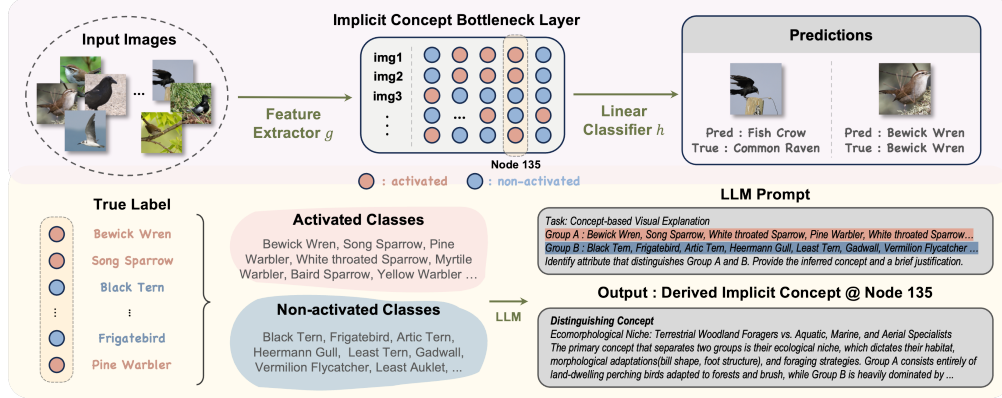 Implicit Concept Bottleneck Layer
Input Images
Predictions
img1
img2
img3
...
⋮
...
Feature
Extractor g
Linear
Classifier h
Pred : Fish Crow
True : Common Raven
Pred : Bewick Wren
True : Bewick Wren
Node 135
: activated
: non-activated
True Label
Bewick Wren
Song Sparrow
Black Tern
⋮
Frigatebird
Pine Warbler
Activated Classes
Bewick Wren, Song Sparrow, Pine
Warbler, White throated Sparrow, Myrtile
Warbler, Baird Sparrow, Yellow Warbler ...
Non-activated Classes
Black Tern, Frigatebird, Artic Tern,
Heermann Gull, Least Tern, Gadwall,
Vermilion Flycatcher, Least Auklet, ...
LLM
LLM Prompt
Task: Concept-based Visual Explanation
Group A : Bewick Wren, Song Sparrow, White throated Sparrow, Pine Warbler, White throated Sparrow...
Group B : Black Tern, Frigatebird, Artic Tern, Heermann Gull, Least Tern, Gadwall, Vermilion Flycatcher ...
Identify attribute that distinguishes Group A and B. Provide the inferred concept and a brief justification.
Output : Derived Implicit Concept @ Node 135
Distinguishing Concept
Ecomorphological Niche: Terrestrial Woodland Foragers vs. Aquatic, Marine, and Aerial Specialists
The primary concept that separates two groups is their ecological niche, which dictates their habitat,
morphological adaptations(bill shape, foot structure), and foraging strategies. Group A consists entirely of
land-dwelling perching birds adapted to forests and brush, while Group B is heavily dominated by ...